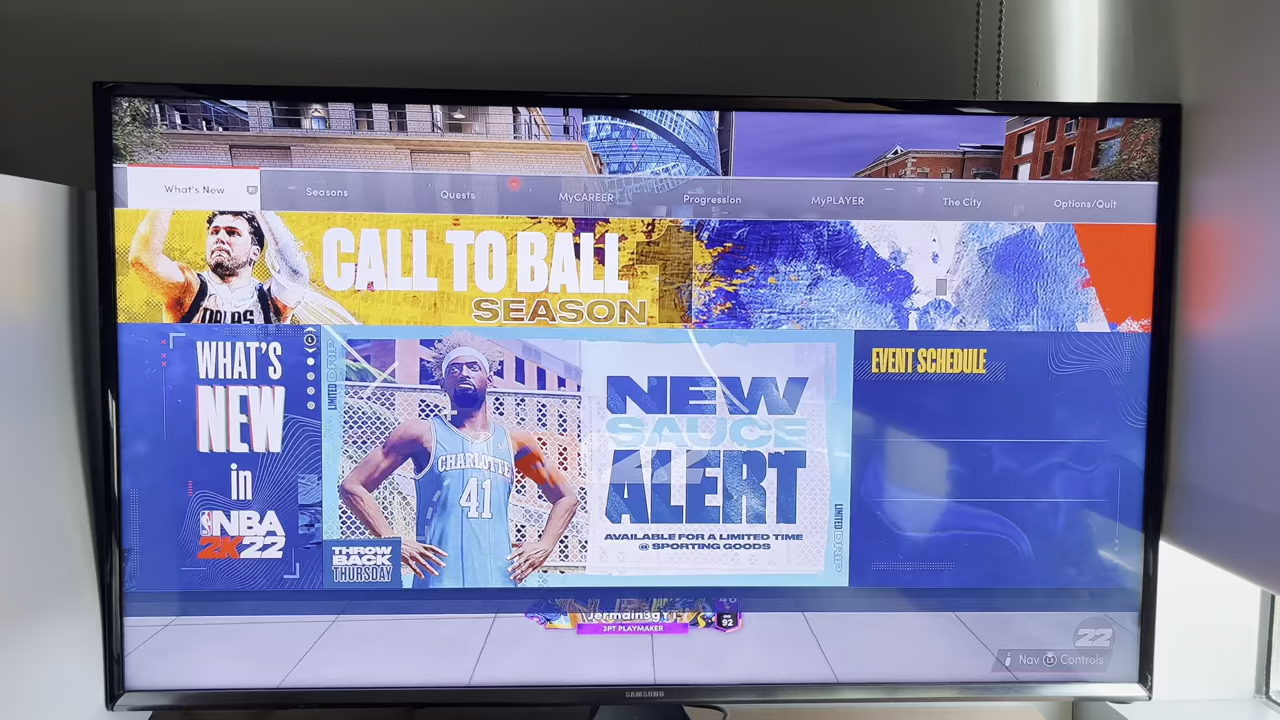 What's New
Seasons
Quests
MyCAREER
Progression
MyPLAYER
The City
Options/Quit
CALL TO BALL
SEASON 1
WHAT'S
NEW
in
NBA
2K22
LIMITED DRIP
CHARLOTTE
41
THROW
BACK
THURSDAY
NEW
SAUCE
ALERT
AVAILABLE FOR A LIMITED TIME
@ SPORTING GOODS
LIMITED DRIP
EVENT SCHEDULE
Jermain3gYT
3PT PLAYMAKER
92
22
Nav
Controls
SAMSUNG